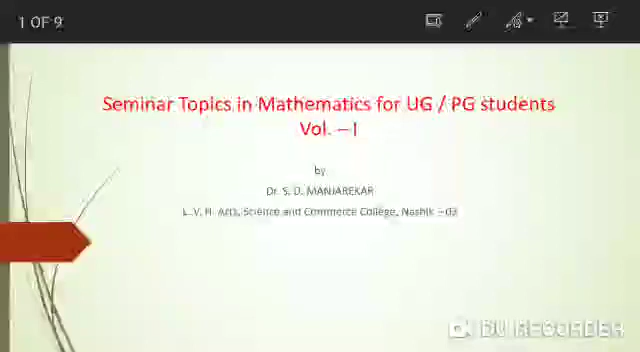 1 OF 9
Seminar Topics in Mathematics for UG / PG students
Vol. – I
by
Dr. S. D. MANJAREKAR
L. V. H. Arts, Science and Commerce College, Nashik – 03
DU RECORDER